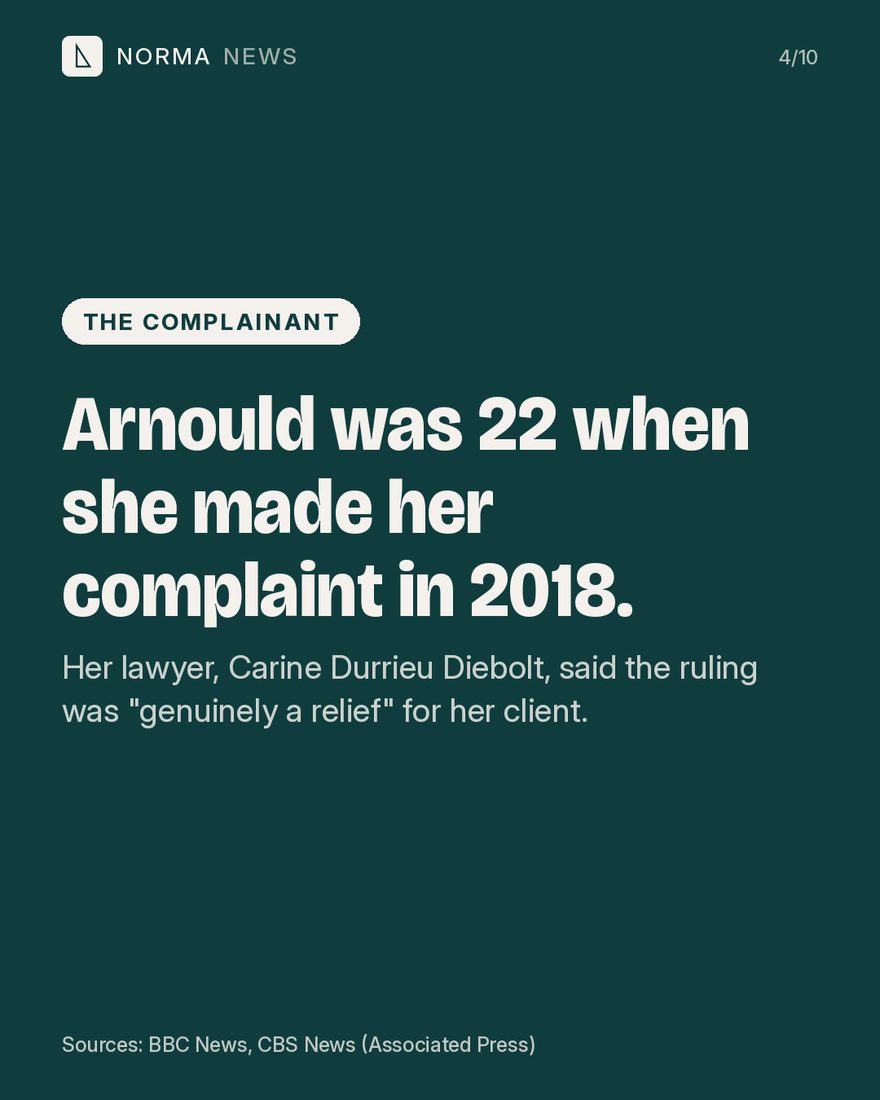 NORMA NEWS
4/10
THE COMPLAINANT
Arnould was 22 when
she made her
complaint in 2018.
Her lawyer, Carine Durrieu Diebolt, said the ruling
was "genuinely a relief" for her client.
Sources: BBC News, CBS News (Associated Press)